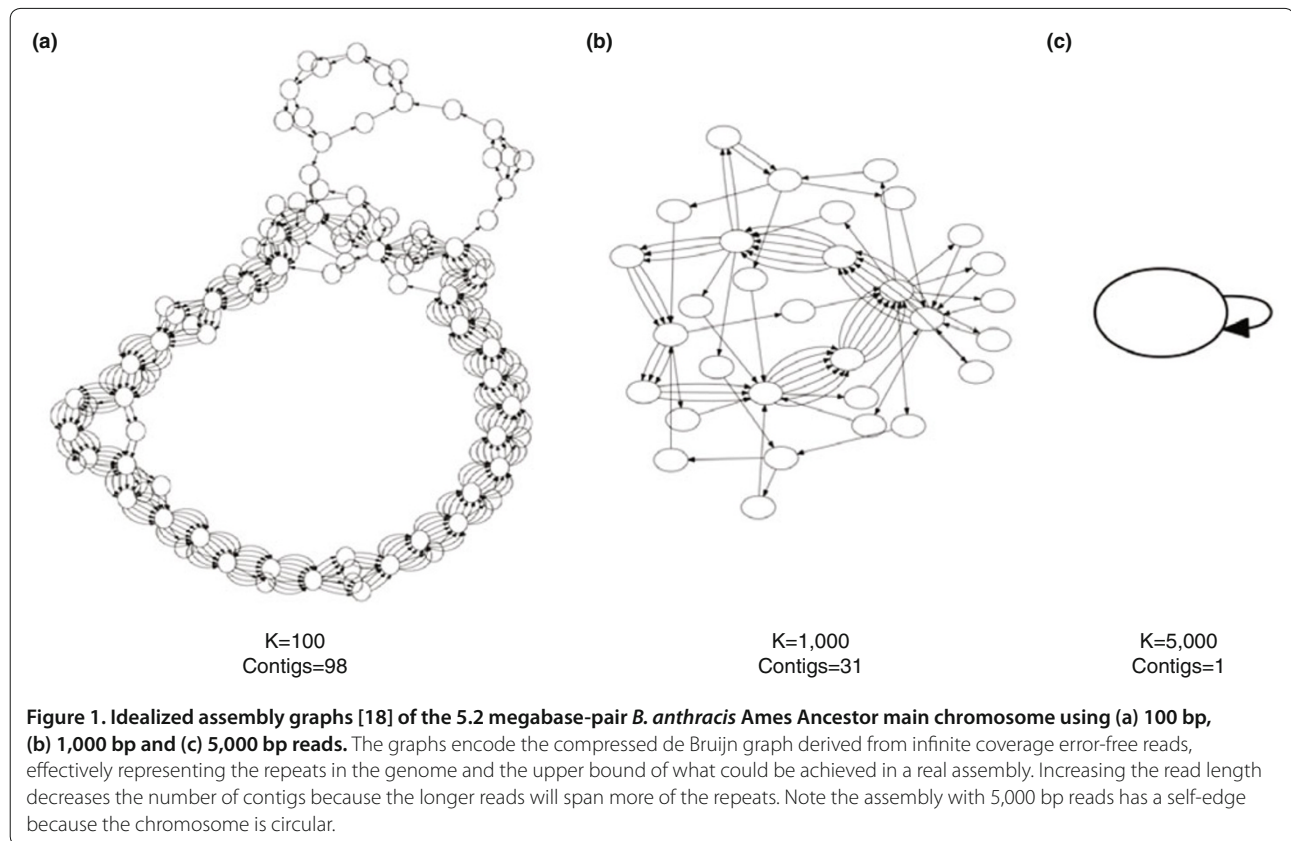 (a)
(b)
(c)
K=100
Contigs=98
K=1,000
Contigs=31
K=5,000
Contigs=1
Figure 1. Idealized assembly graphs [18] of the 5.2 megabase-pair B. anthracis Ames Ancestor main chromosome using (a) 100 bp,
(b) 1,000 bp and (c) 5,000 bp reads. The graphs encode the compressed de Bruijn graph derived from infinite coverage error-free reads,
effectively representing the repeats in the genome and the upper bound of what could be achieved in a real assembly. Increasing the read length
decreases the number of contigs because the longer reads will span more of the repeats. Note the assembly with 5,000 bp reads has a self-edge
because the chromosome is circular.